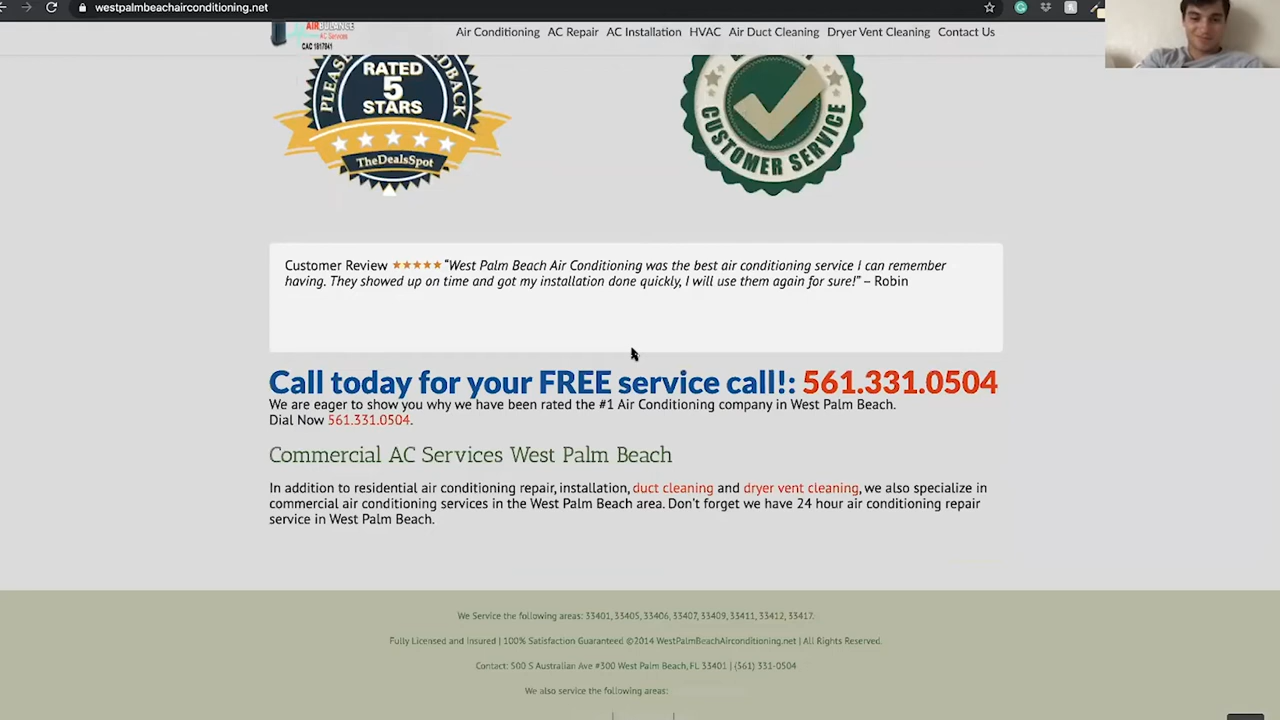 westpalmbeachairconditioning.net
AIRBULANCE
AC Services
CAC 1817841
Air Conditioning AC Repair AC Installation HVAC Air Duct Cleaning Dryer Vent Cleaning Contact Us
RATED
5
STARS
TheDealsSpot
CUSTOMER SERVICE
Customer Review ★★★★★ “West Palm Beach Air Conditioning was the best air conditioning service I can remember
having. They showed up on time and got my installation done quickly, I will use them again for sure!” – Robin
Call today for your FREE service call!: 561.331.0504
We are eager to show you why we have been rated the #1 Air Conditioning company in West Palm Beach.
Dial Now 561.331.0504.
Commercial AC Services West Palm Beach
In addition to residential air conditioning repair, installation, duct cleaning and dryer vent cleaning, we also specialize in
commercial air conditioning services in the West Palm Beach area. Don't forget we have 24 hour air conditioning repair
service in West Palm Beach.
We Service the following areas: 33401, 33405, 33406, 33407, 33409, 33411, 33412, 33417.
Fully Licensed and Insured | 100% Satisfaction Guaranteed ©2014 WestPalmBeachAirconditioning.net | All Rights Reserved.
Contact: 500 S Australian Ave #300 West Palm Beach, FL 33401 | (561) 331-0504
We also service the following areas: